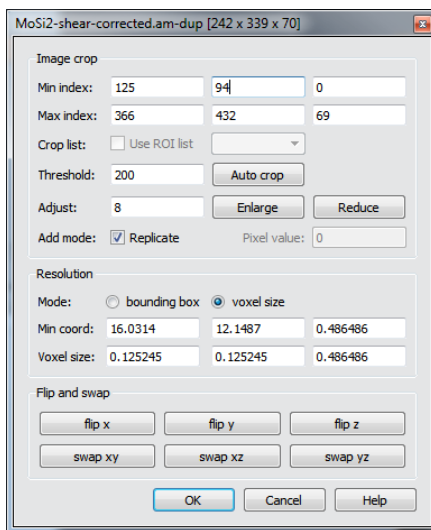 MoSi2-shear-corrected.am-dup [242 x 339 x 70]
Image crop
Min index: 125 94 0
Max index: 366 432 69
Crop list: Use ROI list
Threshold: 200 Auto crop
Adjust: 8 Enlarge Reduce
Add mode: Replicate Pixel value: 0
Resolution
Mode: bounding box voxel size
Min coord: 16.0314 12.1487 0.486486
Voxel size: 0.125245 0.125245 0.486486
Flip and swap
flip x flip y flip z
swap xy swap xz swap yz
OK Cancel Help